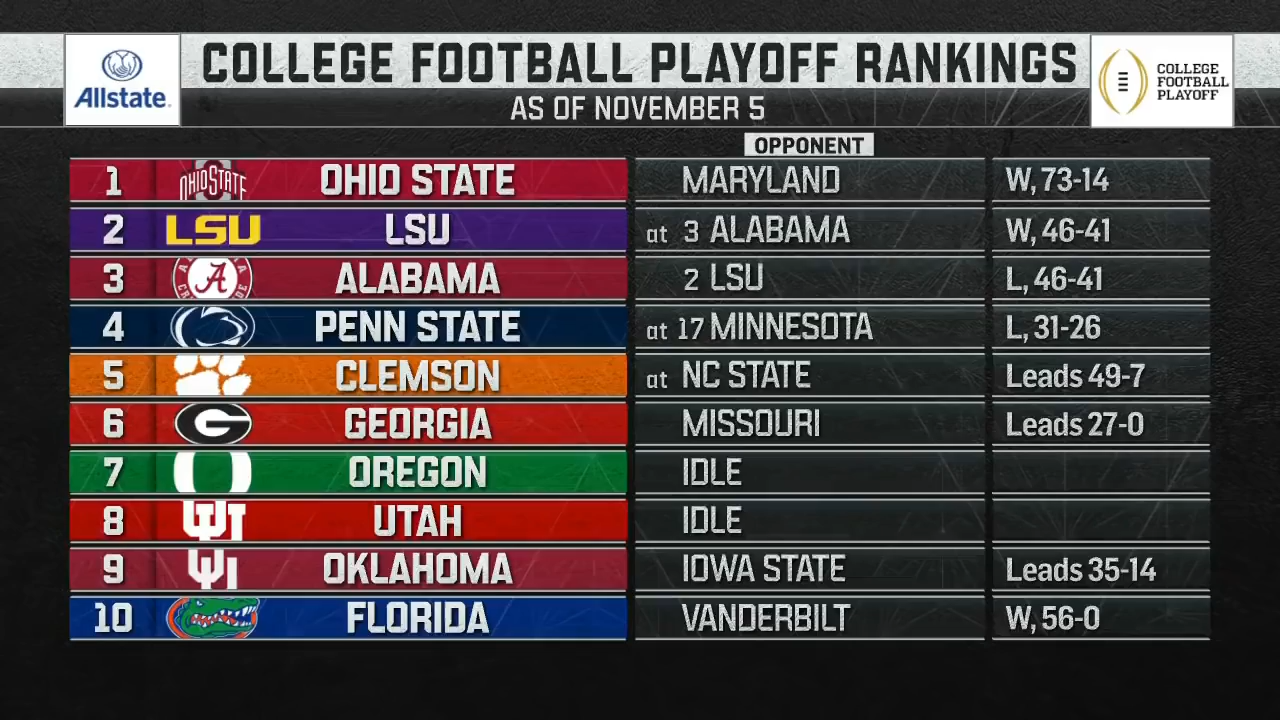 Allstate.
COLLEGE FOOTBALL PLAYOFF RANKINGS
AS OF NOVEMBER 5
COLLEGE
FOOTBALL
PLAYOFF
OPPONENT
1 OHIO STATE OHIO STATE MARYLAND W, 73-14
2 LSU LSU at 3 ALABAMA W, 46-41
3 A ALABAMA 2 LSU L, 46-41
4 PENN STATE at 17 MINNESOTA L, 31-26
5 CLEMSON at NC STATE Leads 49-7
6 G GEORGIA MISSOURI Leads 27-0
7 O OREGON IDLE
8 UTAH IDLE
9 OU OKLAHOMA IOWA STATE Leads 35-14
10 FLORIDA VANDERBILT W, 56-0